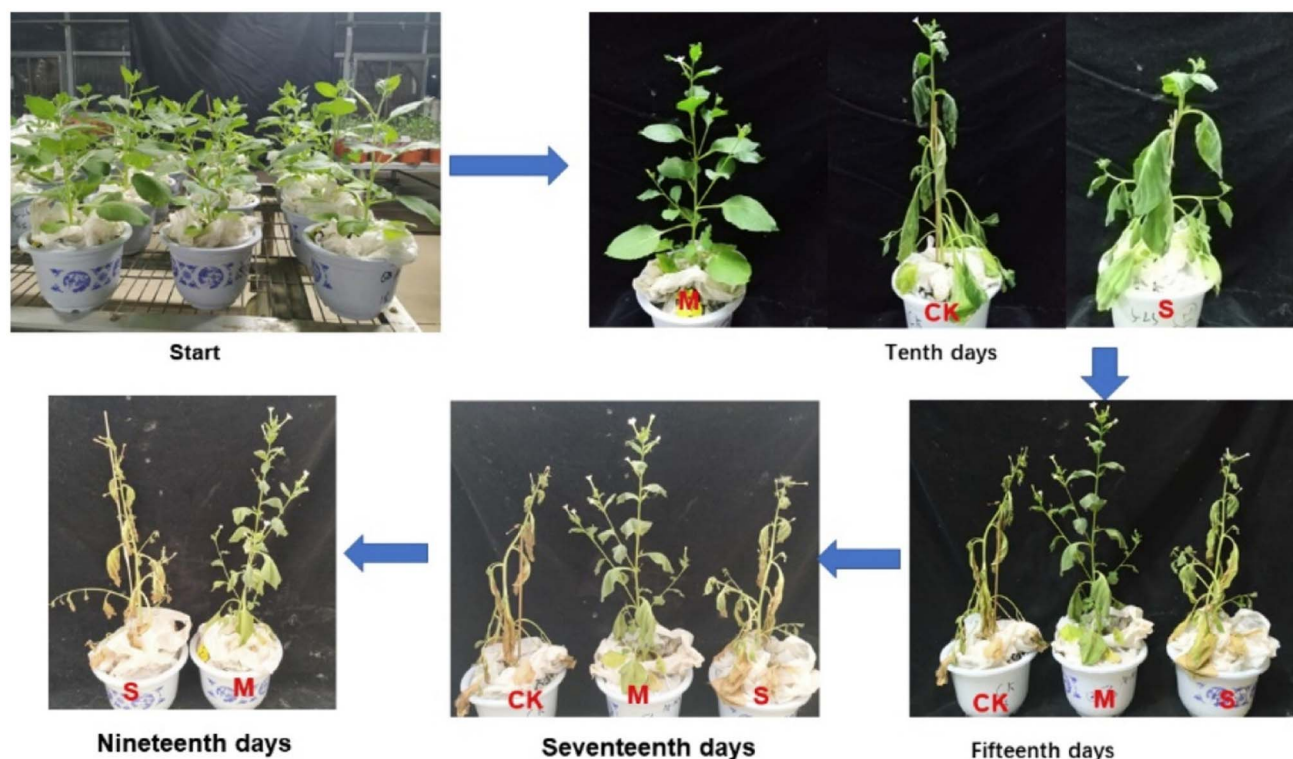 Start
M
CK
S
Tenth days
CK
M
S
Fifteenth days
CK
M
S
Seventeenth days
S
M
Nineteenth days